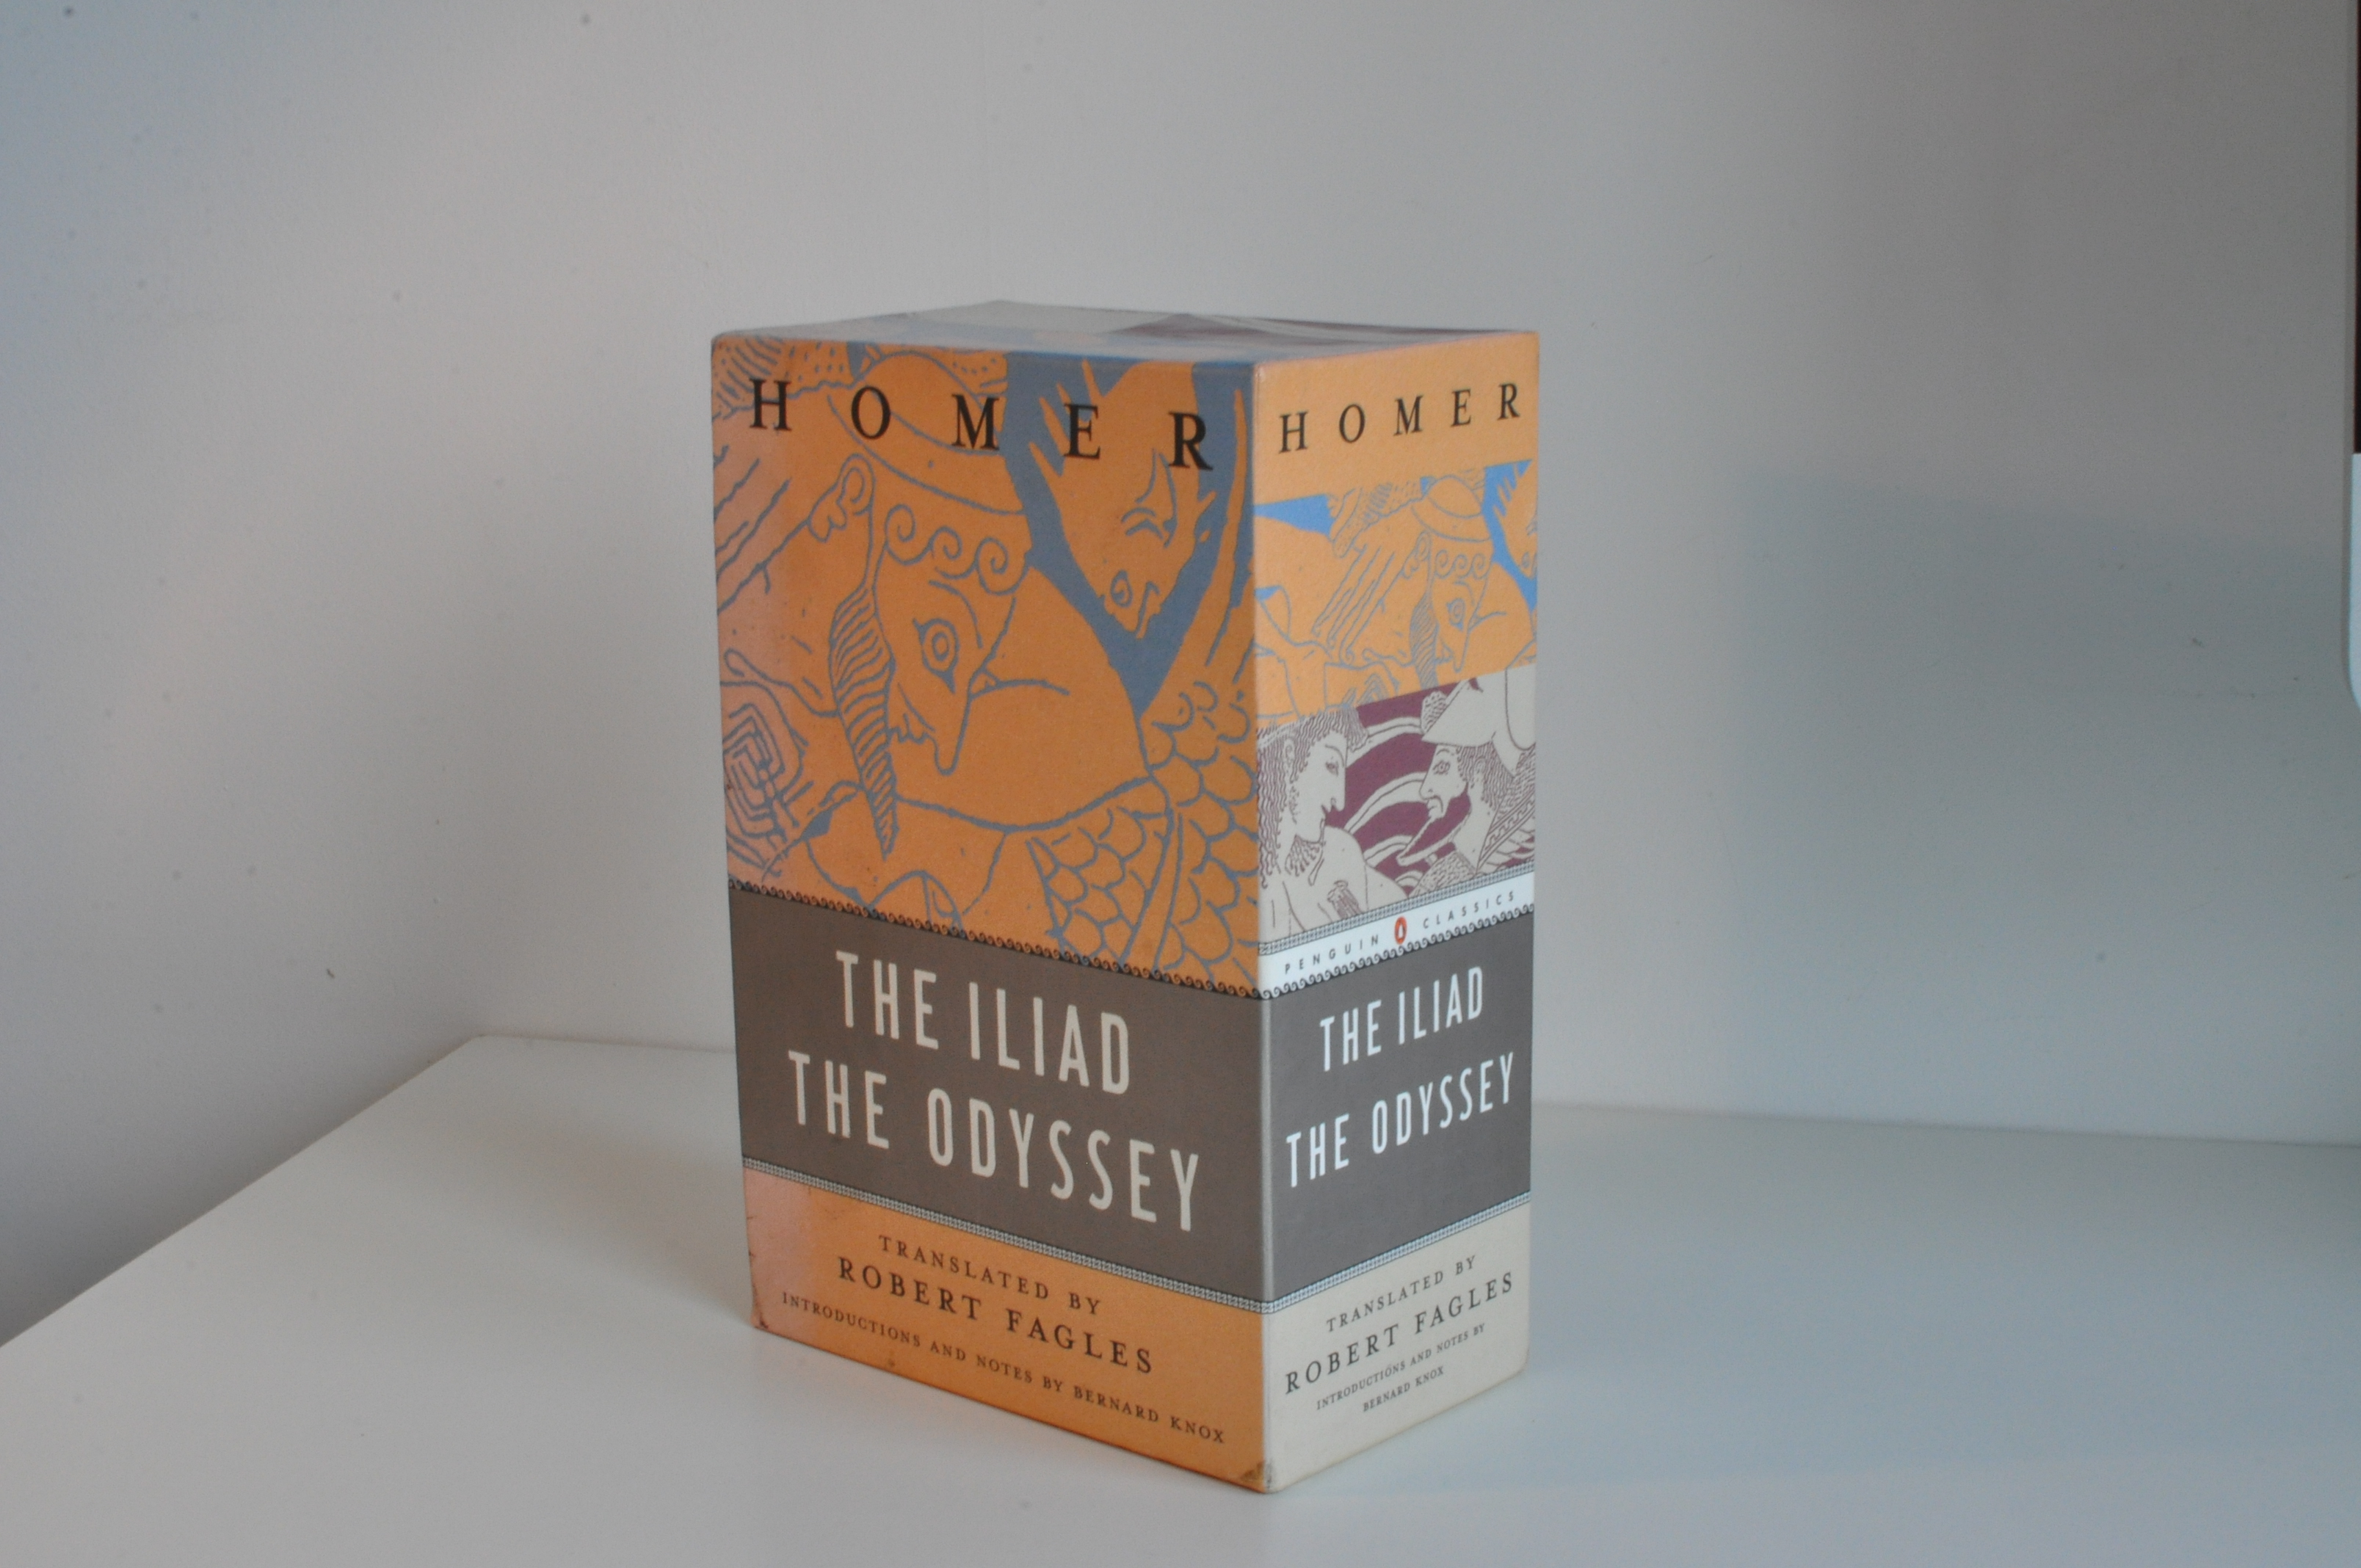 HOMER
THE ILIAD
THE ODYSSEY
TRANSLATED BY
ROBERT FAGLES
INTRODUCTIONS AND NOTES BY BERNARD KNOX
HOMER
PENGUIN CLASSICS
THE ILIAD
THE ODYSSEY
TRANSLATED BY
ROBERT FAGLES
INTRODUCTIONS AND NOTES BY
BERNARD KNOX